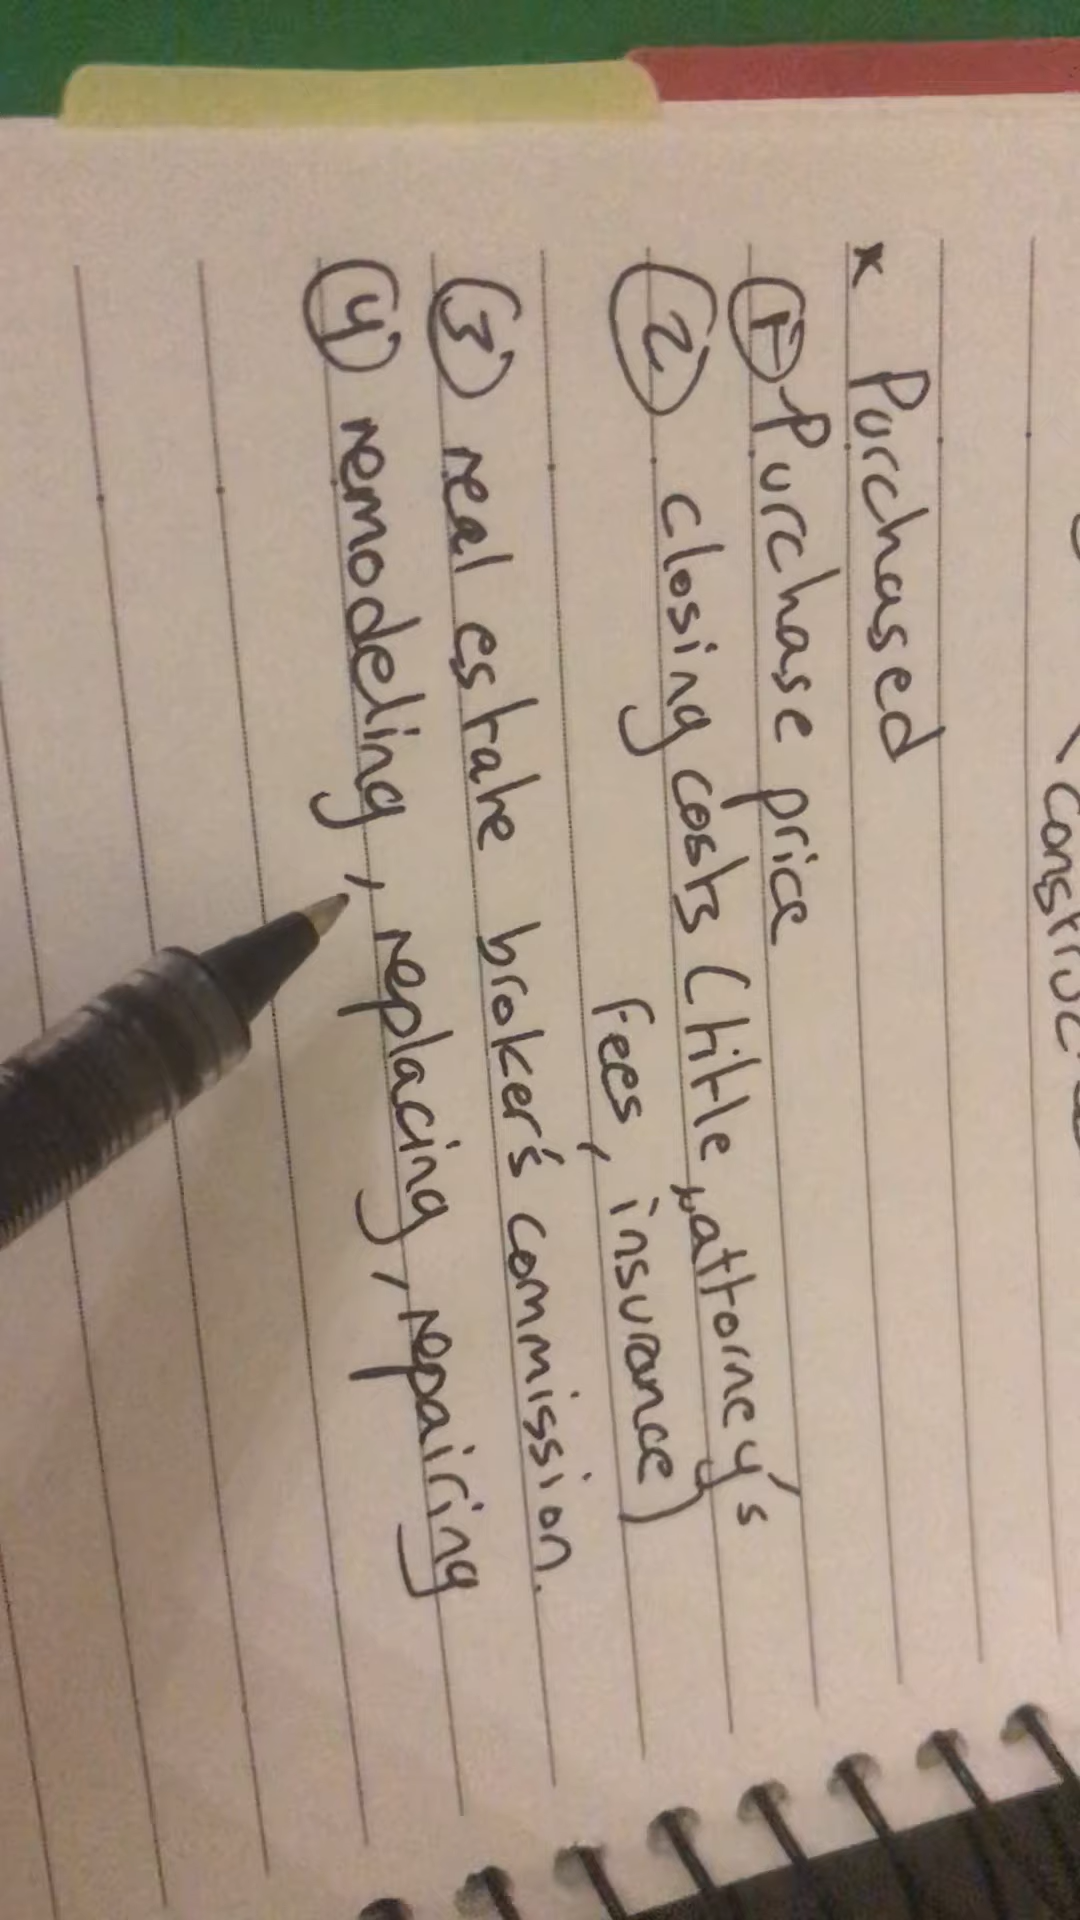 x Purchased
① Purchase price
② closing costs (title, attorney's
Fees, insurance)
③ real estate broker's commission.
④ remodeling, replacing, repairing